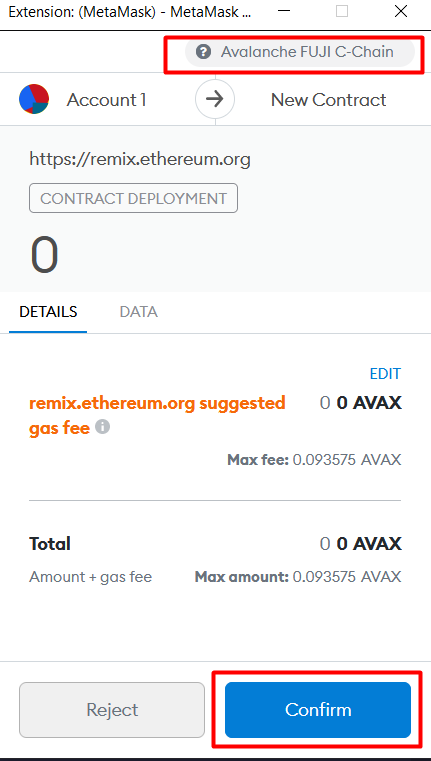 Extension: (MetaMask) - MetaMask ...
Avalanche FUJI C-Chain
Account 1
New Contract
https://remix.ethereum.org
CONTRACT DEPLOYMENT
0
DETAILS DATA
EDIT
remix.ethereum.org suggested 0 0 AVAX
gas fee
Max fee: 0.093575 AVAX
Total 0 0 AVAX
Amount + gas fee Max amount: 0.093575 AVAX
Reject Confirm